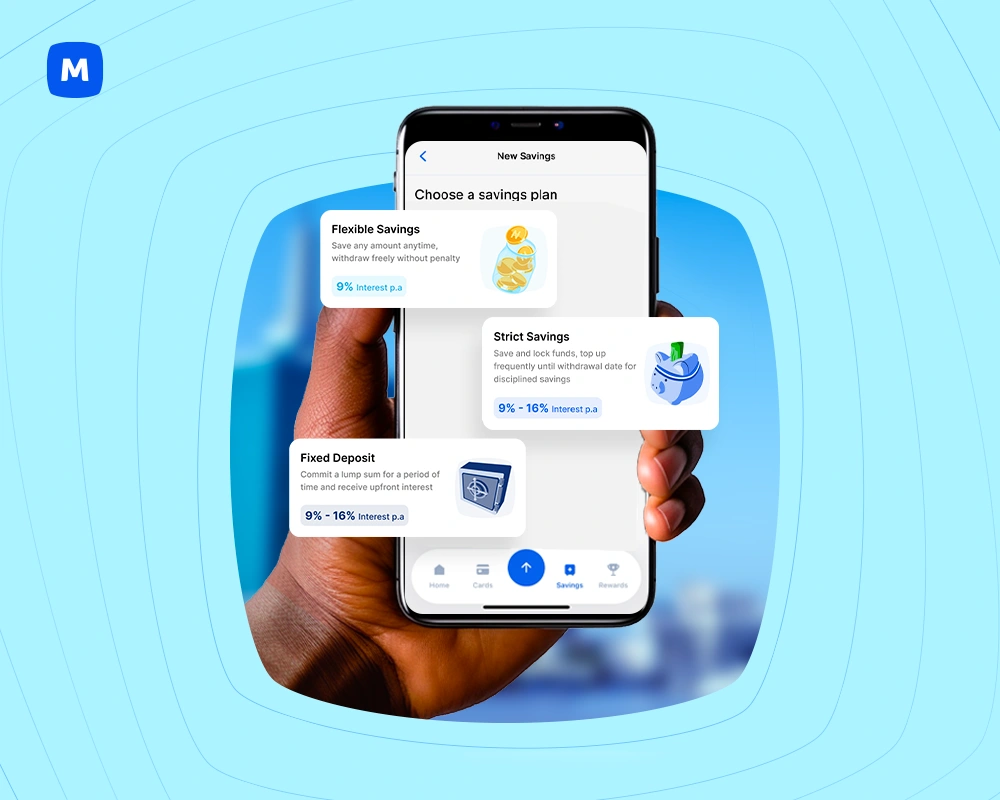 M
New Savings
Choose a savings plan
Flexible Savings
Save any amount anytime,
withdraw freely without penalty
9% Interest p.a
Strict Savings
Save and lock funds, top up
frequently until withdrawal date for
disciplined savings
9% - 16% Interest p.a
Fixed Deposit
Commit a lump sum for a period of
time and receive upfront interest
9% - 16% Interest p.a
Home Cards Savings Rewards